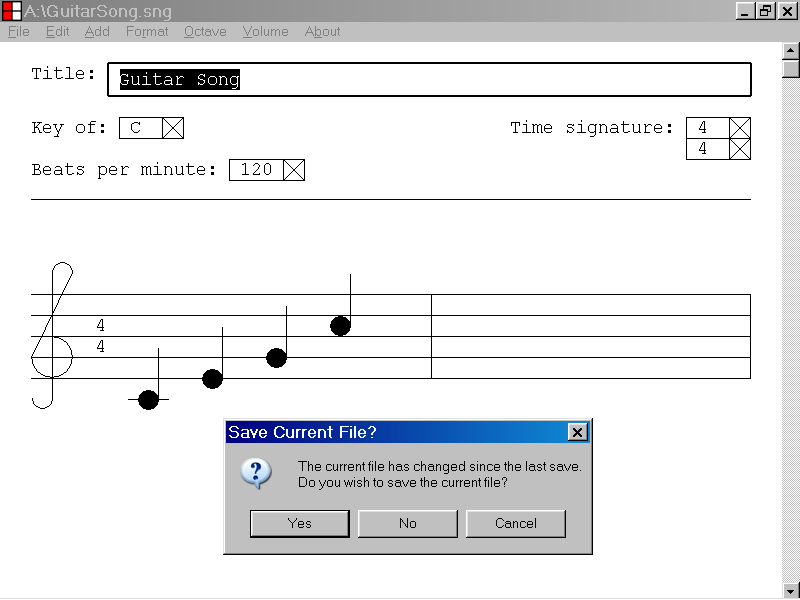 A:\GuitarSong.sng
File Edit Add Format Octave Volume About
Title: Guitar Song
Key of: C
Time signature: 4
4
Beats per minute: 120
4
4
Save Current File?
The current file has changed since the last save.
Do you wish to save the current file?
Yes No Cancel